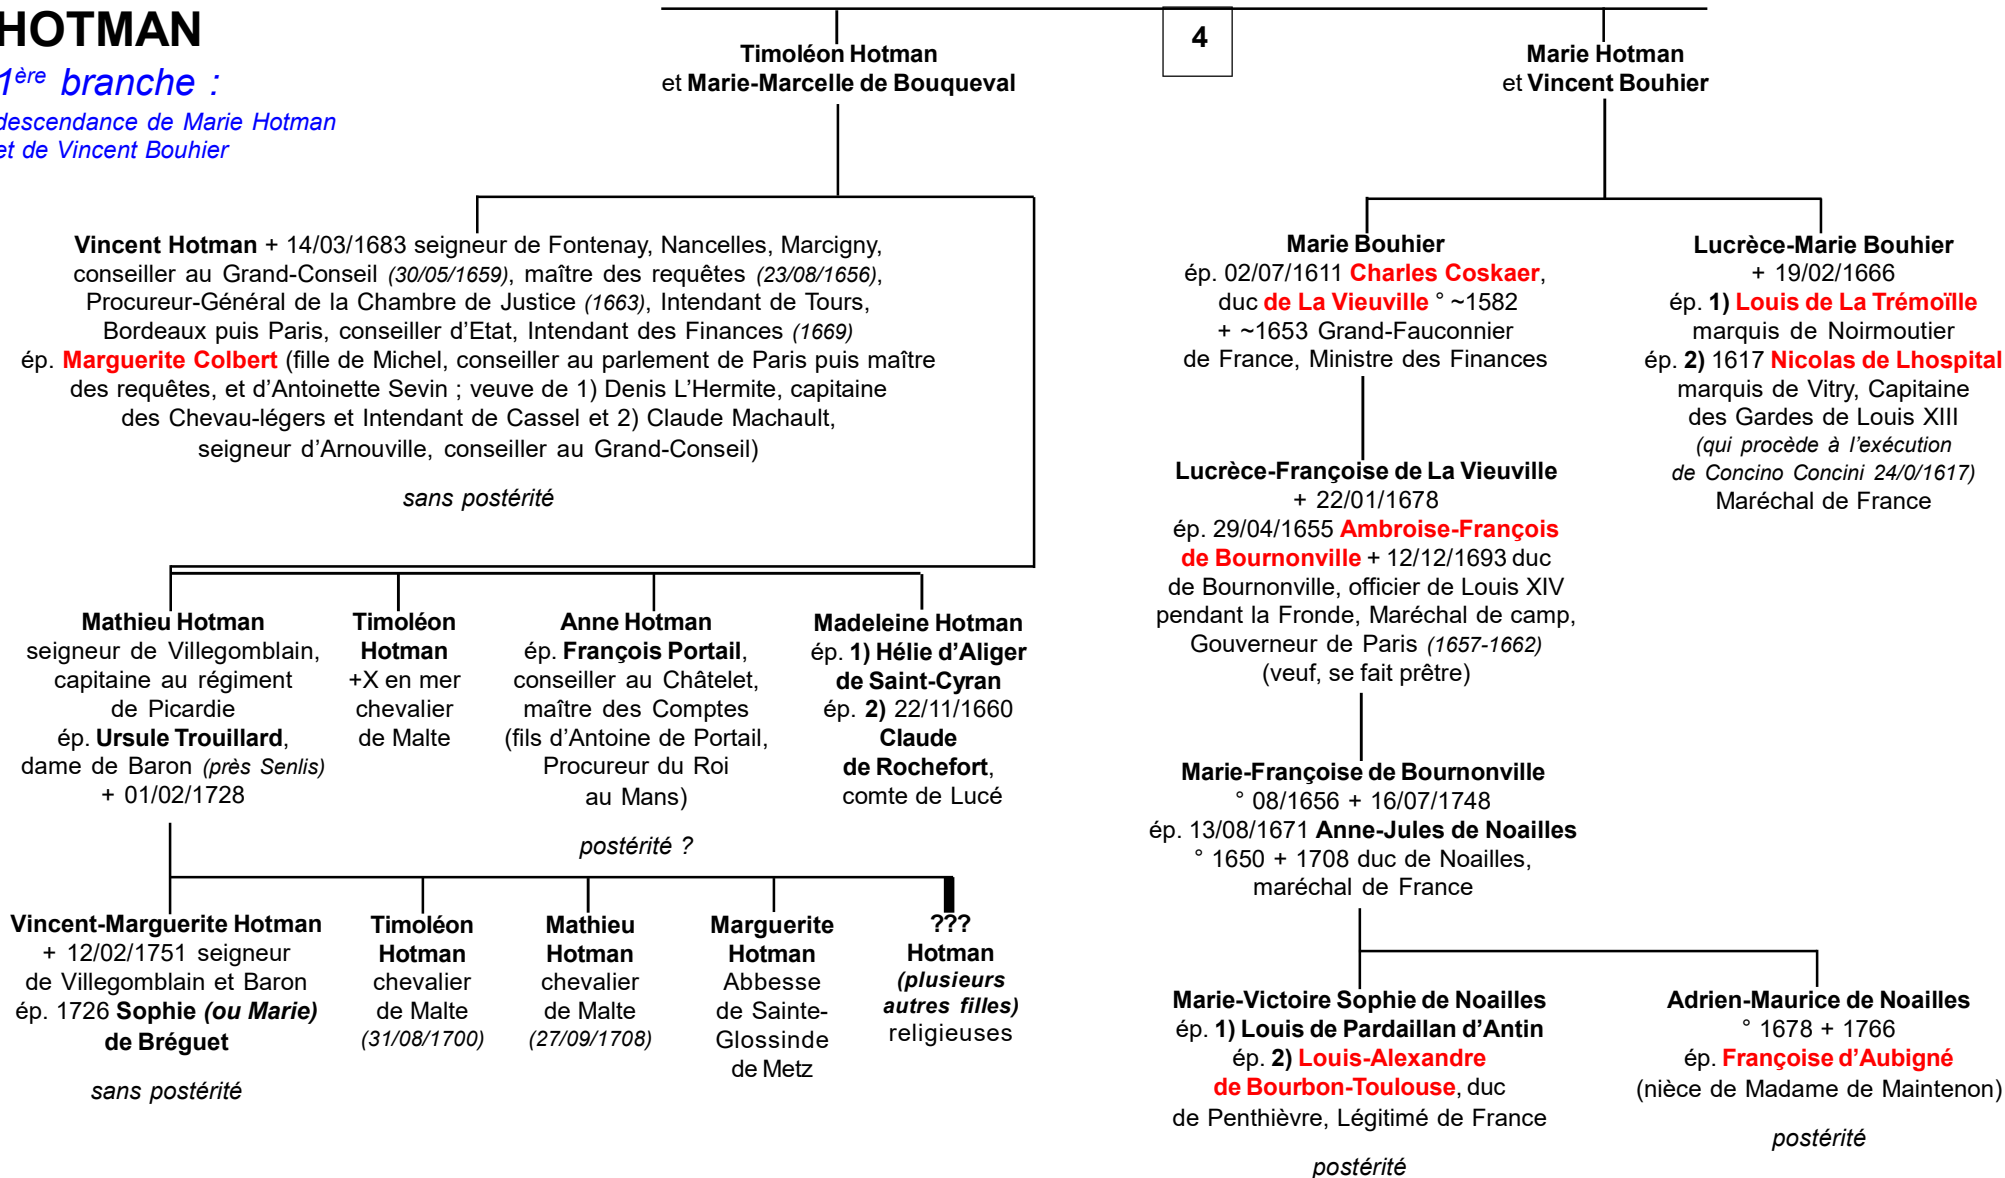 HOTMAN
1ère branche :
descendance de Marie Hotman
et de Vincent Bouhier
4
Timoléon Hotman
et Marie-Marcelle de Bouqueval
Marie Hotman
et Vincent Bouhier
Vincent Hotman + 14/03/1683 seigneur de Fontenay, Nancelles, Marcigny,
conseiller au Grand-Conseil (30/05/1659), maître des requêtes (23/08/1656),
Procureur-Général de la Chambre de Justice (1663), Intendant de Tours,
Bordeaux puis Paris, conseiller d'Etat, Intendant des Finances (1669)
ép. Marguerite Colbert (fille de Michel, conseiller au parlement de Paris puis maître
des requêtes, et d'Antoinette Sevin ; veuve de 1) Denis L'Hermite, capitaine
des Chevau-légers et Intendant de Cassel et 2) Claude Machault,
seigneur d'Arnouville, conseiller au Grand-Conseil)
sans postérité
Marie Bouhier
ép. 02/07/1611 Charles Coskaer,
duc de La Vieuville ° ~1582
+ ~1653 Grand-Fauconnier
de France, Ministre des Finances
Lucrèce-Marie Bouhier
+ 19/02/1666
ép. 1) Louis de La Trémoïlle
marquis de Noirmoutier
ép. 2) 1617 Nicolas de Lhospital
marquis de Vitry, Capitaine
des Gardes de Louis XIII
(qui procède à l'exécution
de Concino Concini 24/0/1617)
Maréchal de France
Lucrèce-Françoise de La Vieuville
+ 22/01/1678
ép. 29/04/1655 Ambroise-François
de Bournonville + 12/12/1693 duc
de Bournonville, officier de Louis XIV
pendant la Fronde, Maréchal de camp,
Gouverneur de Paris (1657-1662)
(veuf, se fait prêtre)
Mathieu Hotman
seigneur de Villegomblain,
capitaine au régiment
de Picardie
ép. Ursule Trouillard,
dame de Baron (près Senlis)
+ 01/02/1728
Timoléon
Hotman
+X en mer
chevalier
de Malte
Anne Hotman
ép. François Portail,
conseiller au Châtelet,
maître des Comptes
(fils d'Antoine de Portail,
Procureur du Roi
au Mans)
postérité ?
Madeleine Hotman
ép. 1) Hélie d'Aliger
de Saint-Cyran
ép. 2) 22/11/1660
Claude
de Rochefort,
comte de Lucé
Marie-Françoise de Bournonville
° 08/1656 + 16/07/1748
ép. 13/08/1671 Anne-Jules de Noailles
° 1650 + 1708 duc de Noailles,
maréchal de France
Vincent-Marguerite Hotman
+ 12/02/1751 seigneur
de Villegomblain et Baron
ép. 1726 Sophie (ou Marie)
de Bréguet
sans postérité
Timoléon
Hotman
chevalier
de Malte
(31/08/1700)
Mathieu
Hotman
chevalier
de Malte
(27/09/1708)
Marguerite
Hotman
Abbesse
de Sainte-
Glossinde
de Metz
???
Hotman
(plusieurs
autres filles)
religieuses
Marie-Victoire Sophie de Noailles
ép. 1) Louis de Pardaillan d'Antin
ép. 2) Louis-Alexandre
de Bourbon-Toulouse, duc
de Penthièvre, Légitimé de France
postérité
Adrien-Maurice de Noailles
° 1678 + 1766
ép. Françoise d'Aubigné
(nièce de Madame de Maintenon)
postérité